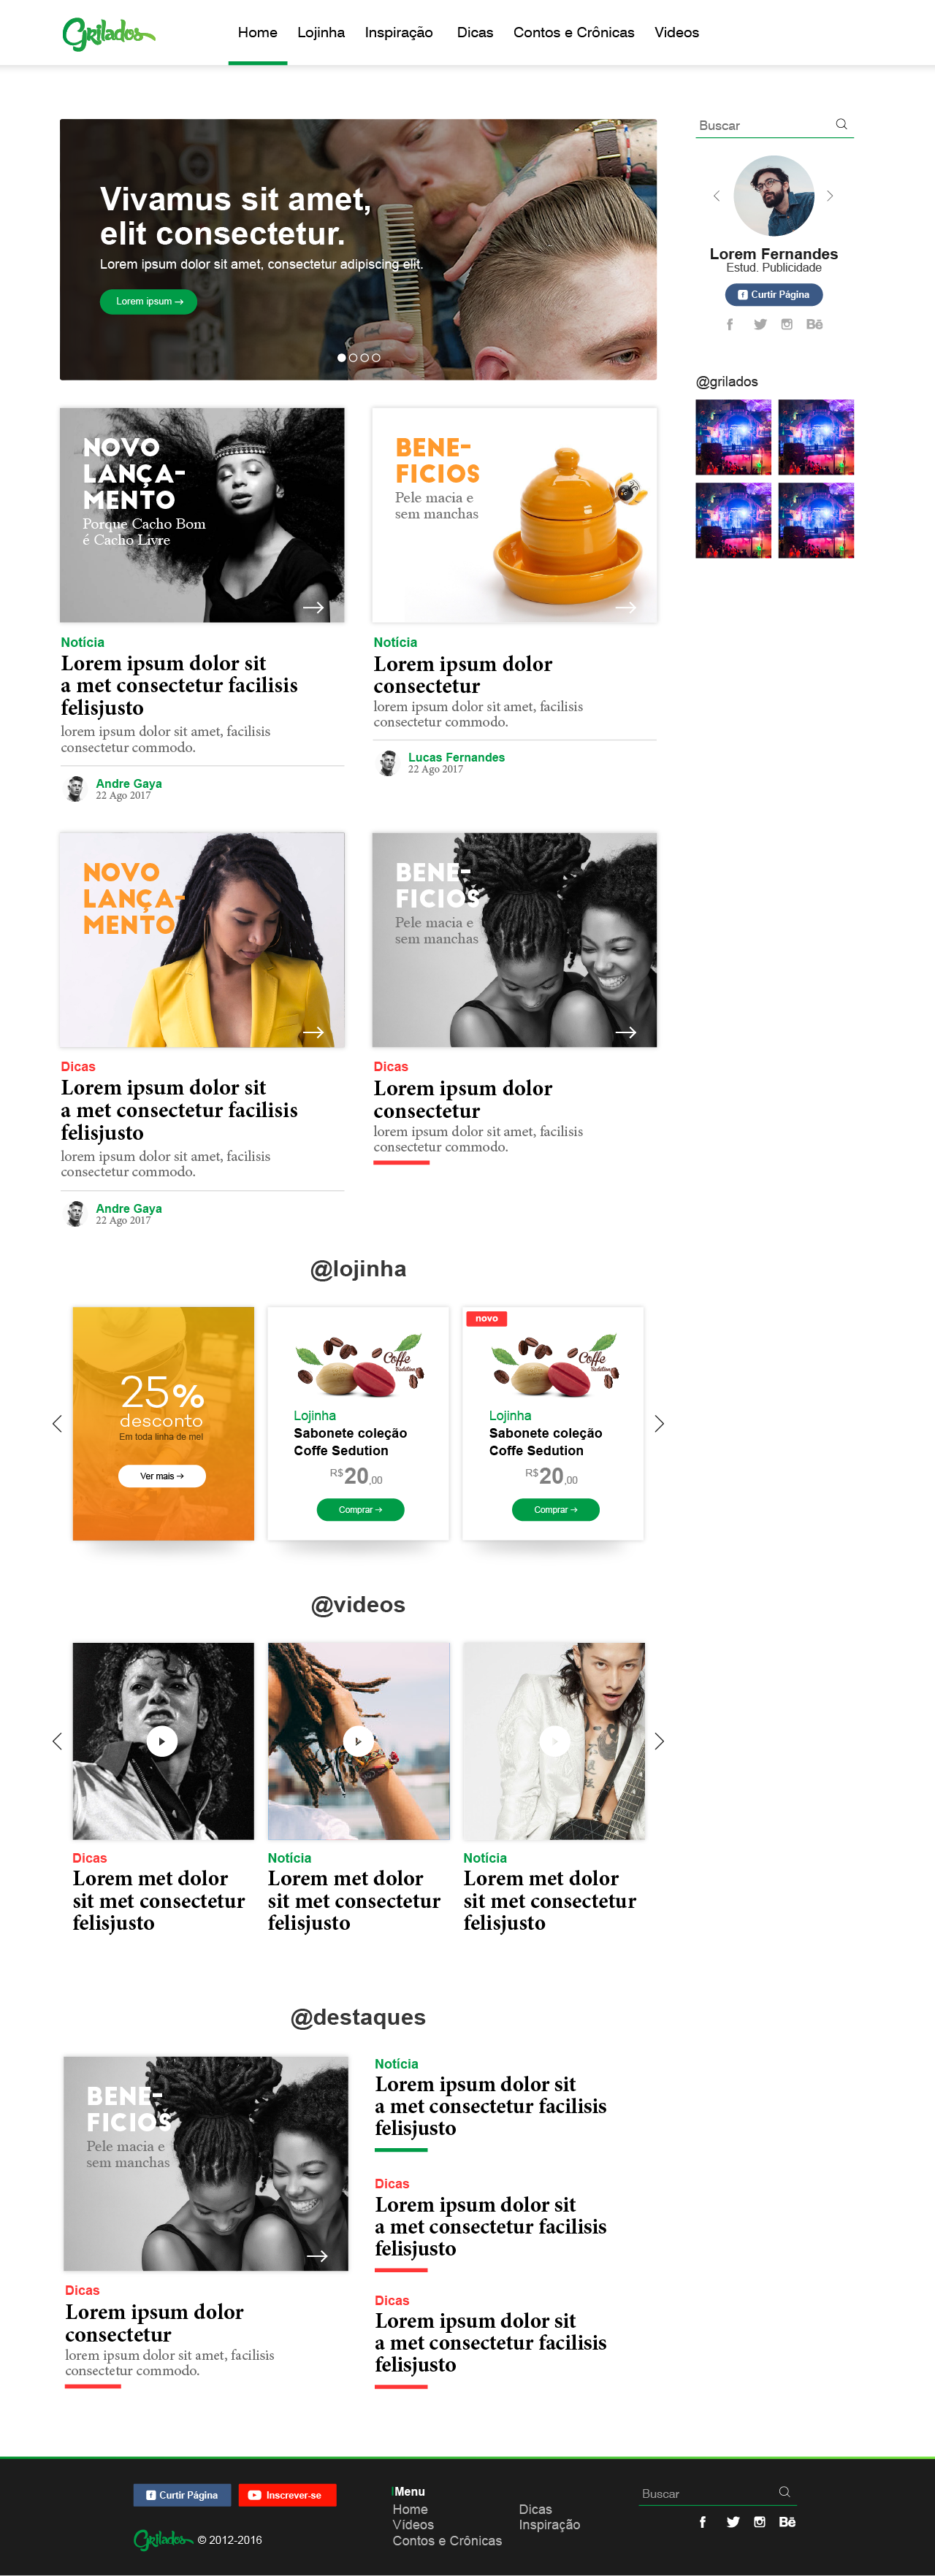 Grilados
Home Lojinha Inspiração Dicas Contos e Crônicas Videos
Vivamus sit amet,
elit consectetur.
Lorem ipsum dolor sit amet, consectetur adipiscing elit.
Lorem ipsum →
Buscar
Lorem Fernandes
Estud. Publicidade
f Curtir Página
f Bē
@grilados
NOVO
LANÇA-
MENTO
Porque Cacho Bom
é Cacho Livre
Notícia
Lorem ipsum dolor sit
a met consectetur facilisis
felisjusto
lorem ipsum dolor sit amet, facilisis
consectetur commodo.
Andre Gaya
22 Ago 2017
BENE-
FICIOS
Pele macia e
sem manchas
Notícia
Lorem ipsum dolor
consectetur
lorem ipsum dolor sit amet, facilisis
consectetur commodo.
Lucas Fernandes
22 Ago 2017
NOVO
LANÇA-
MENTO
Dicas
Lorem ipsum dolor sit
a met consectetur facilisis
felisjusto
lorem ipsum dolor sit amet, facilisis
consectetur commodo.
Andre Gaya
22 Ago 2017
BENE-
FICIOS
Pele macia e
sem manchas
Dicas
Lorem ipsum dolor
consectetur
lorem ipsum dolor sit amet, facilisis
consectetur commodo.
@lojinha
25%
desconto
Em toda linha de mel
Ver mais →
Coffe
Tradition
Lojinha
Sabonete coleção
Coffe Sedution
R$20,00
Comprar →
novo
Coffe
Tradition
Lojinha
Sabonete coleção
Coffe Sedution
R$20,00
Comprar →
@videos
Dicas
Lorem met dolor
sit met consectetur
felisjusto
Notícia
Lorem met dolor
sit met consectetur
felisjusto
Notícia
Lorem met dolor
sit met consectetur
felisjusto
@destaques
BENE-
FICIOS
Pele macia e
sem manchas
Dicas
Lorem ipsum dolor
consectetur
lorem ipsum dolor sit amet, facilisis
consectetur commodo.
Notícia
Lorem ipsum dolor sit
a met consectetur facilisis
felisjusto
Dicas
Lorem ipsum dolor sit
a met consectetur facilisis
felisjusto
Dicas
Lorem ipsum dolor sit
a met consectetur facilisis
felisjusto
f Curtir Página
Inscrever-se
Grilados © 2012-2016
Menu
Home
Vídeos
Contos e Crônicas
Dicas
Inspiração
Buscar
f Bē